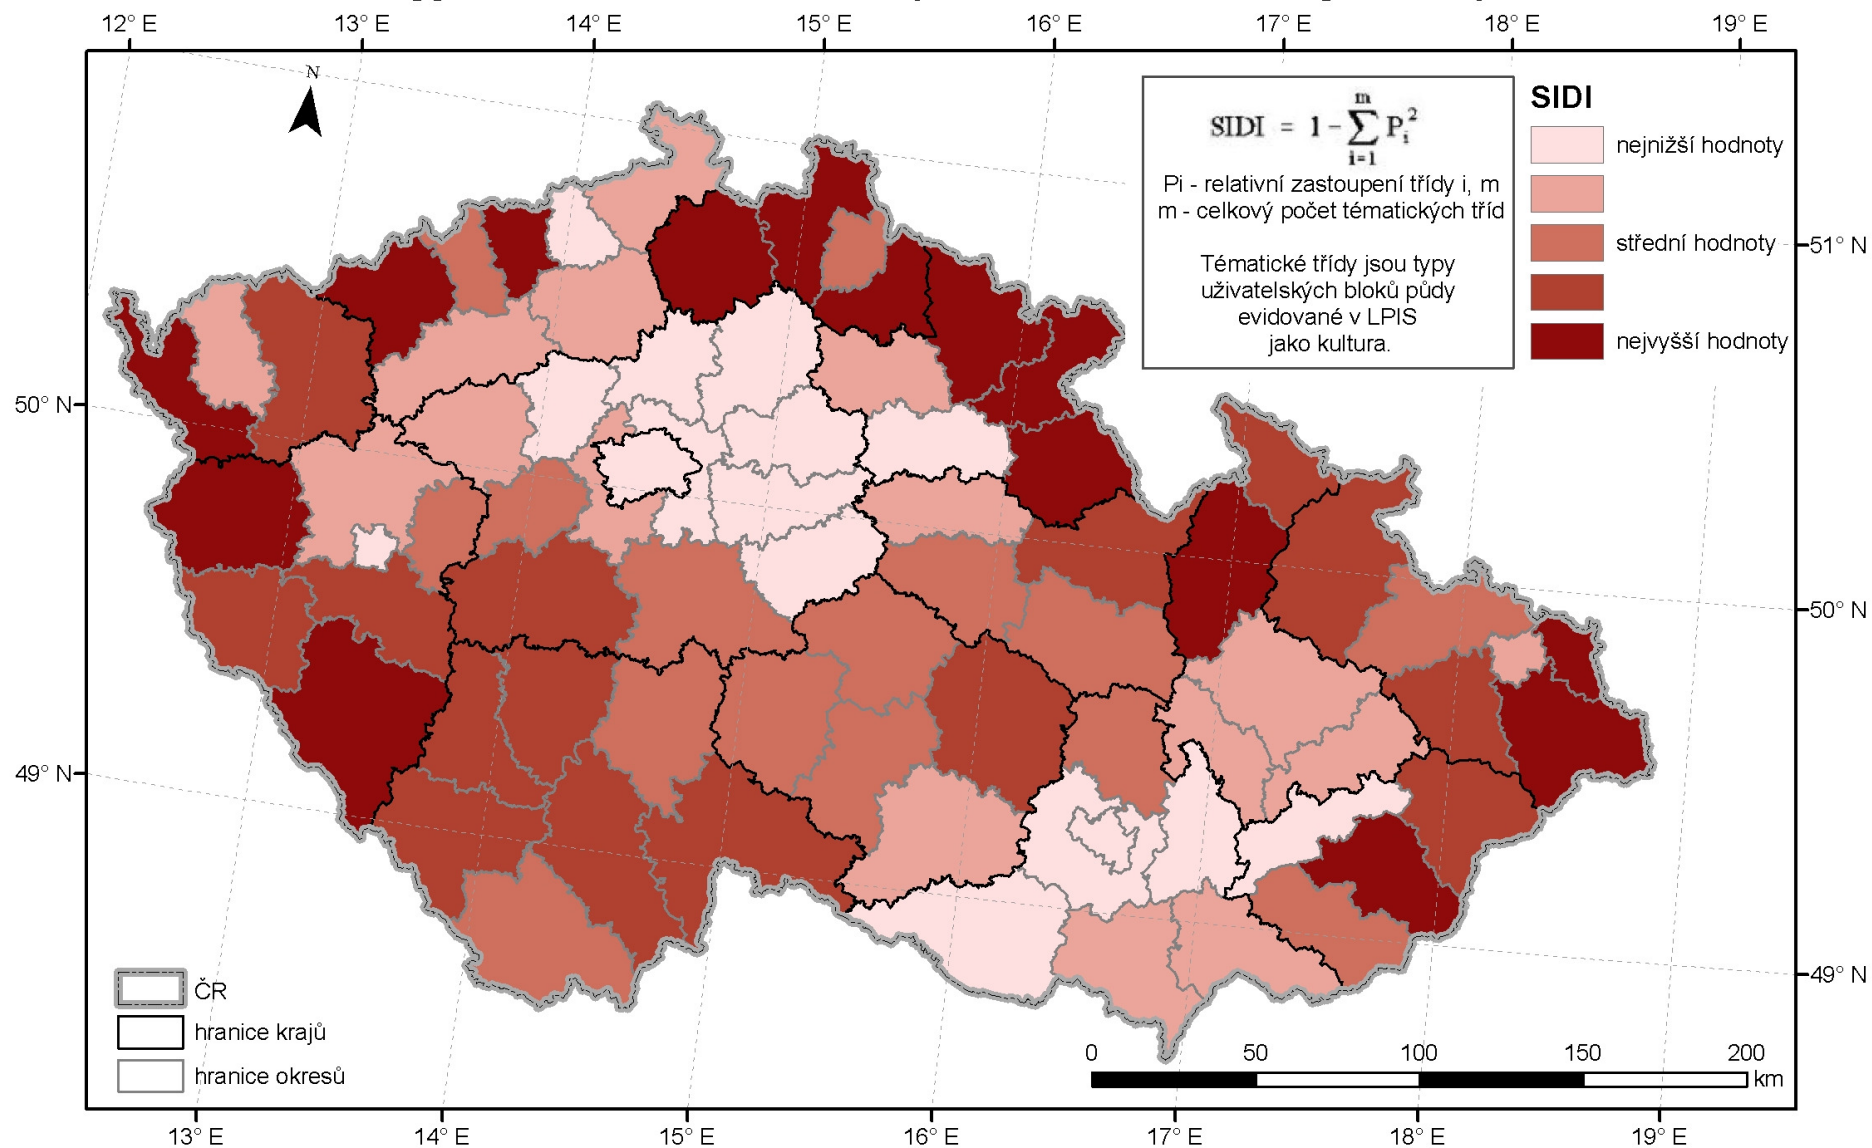 12° E 13° E 14° E 15° E 16° E 17° E 18° E 19° E
N
SIDI = 1 - m ∑ i=1 Pi 2
Pi - relativní zastoupení třídy i, m
m - celkový počet tématických tříd
Tématické třídy jsou typy
uživatelských bloků půdy
evidované v LPIS
jako kultura.
SIDI
nejnižší hodnoty
střední hodnoty
nejvyšší hodnoty
51° N
50° N
50° N
49° N
49° N
ČR
hranice krajů
hranice okresů
0 50 100 150 200
km
13° E 14° E 15° E 16° E 17° E 18° E 19° E